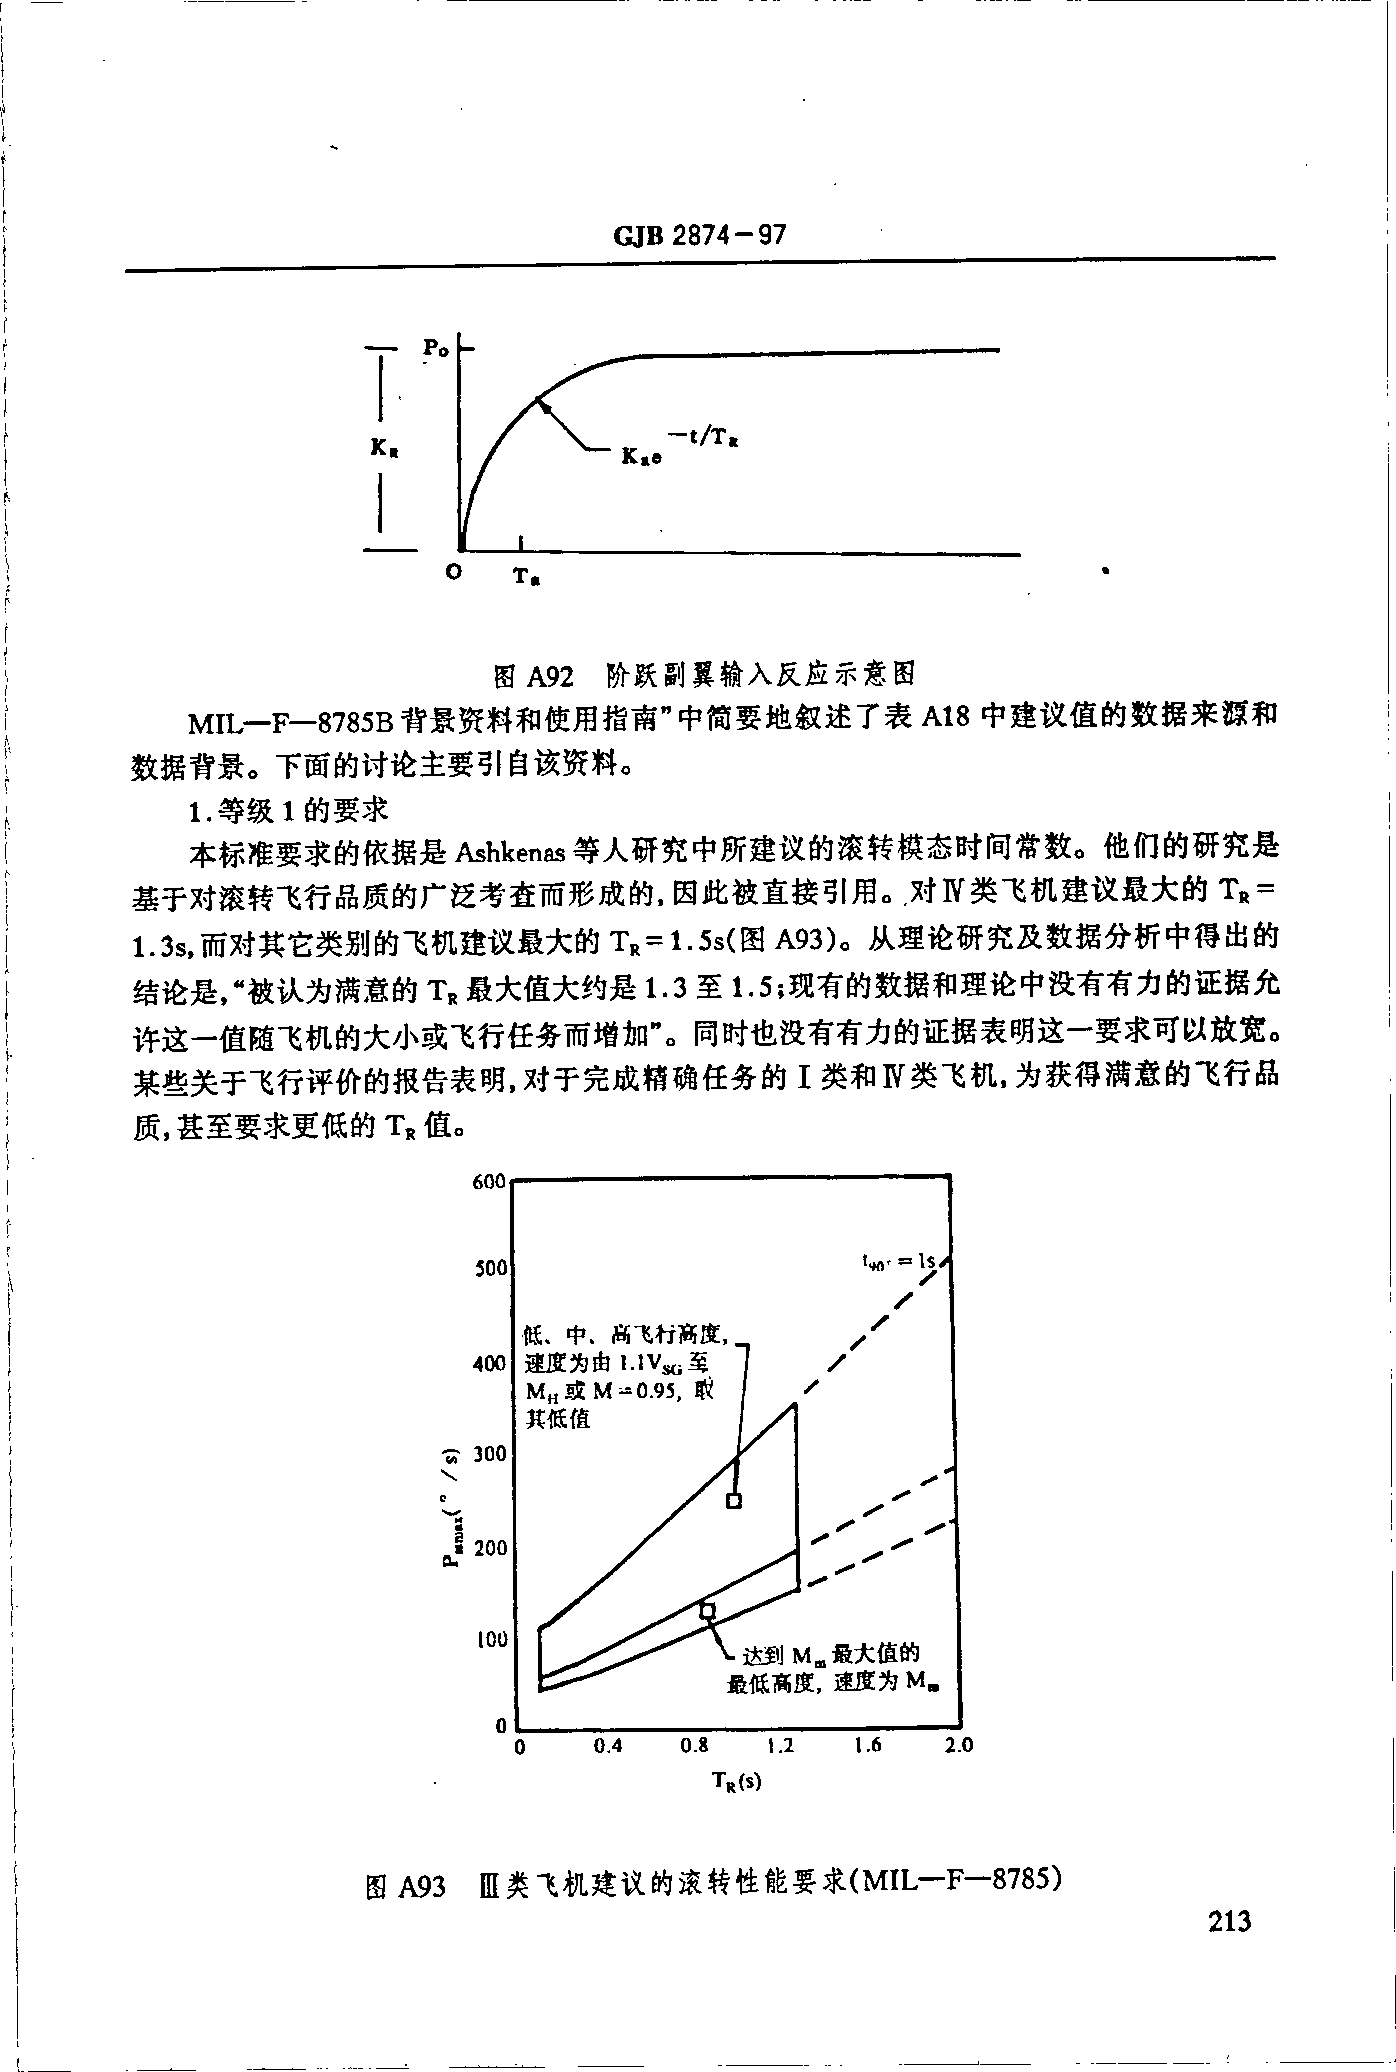 GJB 2874-97
P₀
K_R
K_R e^{-t/T_R}
O T_R
图 A92 阶跃副翼输入反应示意图
MIL—F—8785B 背景资料和使用指南”中简要地叙述了表 A18 中建议值的数据来源和
数据背景。下面的讨论主要引自该资料。
1.等级 1 的要求
本标准要求的依据是 Ashkenas 等人研究中所建议的滚转模态时间常数。他们的研究是
基于对滚转飞行品质的广泛考查而形成的,因此被直接引用。对Ⅳ类飞机建议最大的 T_R=
1.3s,而对其它类别的飞机建议最大的 T_R=1.5s(图 A93)。从理论研究及数据分析中得出的
结论是,“被认为满意的 T_R 最大值大约是 1.3 至 1.5;现有的数据和理论中没有有力的证据允
许这一值随飞机的大小或飞行任务而增加”。同时也没有有力的证据表明这一要求可以放宽。
某些关于飞行评价的报告表明,对于完成精确任务的Ⅰ类和Ⅳ类飞机,为获得满意的飞行品
质,甚至要求更低的 T_R 值。
600
500
400
300
200
100
0
t₉₀° = 1s
低、中、高飞行高度,
速度为由 1.1V_SG 至
M_H 或 M=0.95, 取
其低值
(°/s)
达到 M_m 最大值的
最低高度, 速度为 M_m
0 0.4 0.8 1.2 1.6 2.0
T_R(s)
图 A93 Ⅲ类飞机建议的滚转性能要求(MIL—F—8785)
213